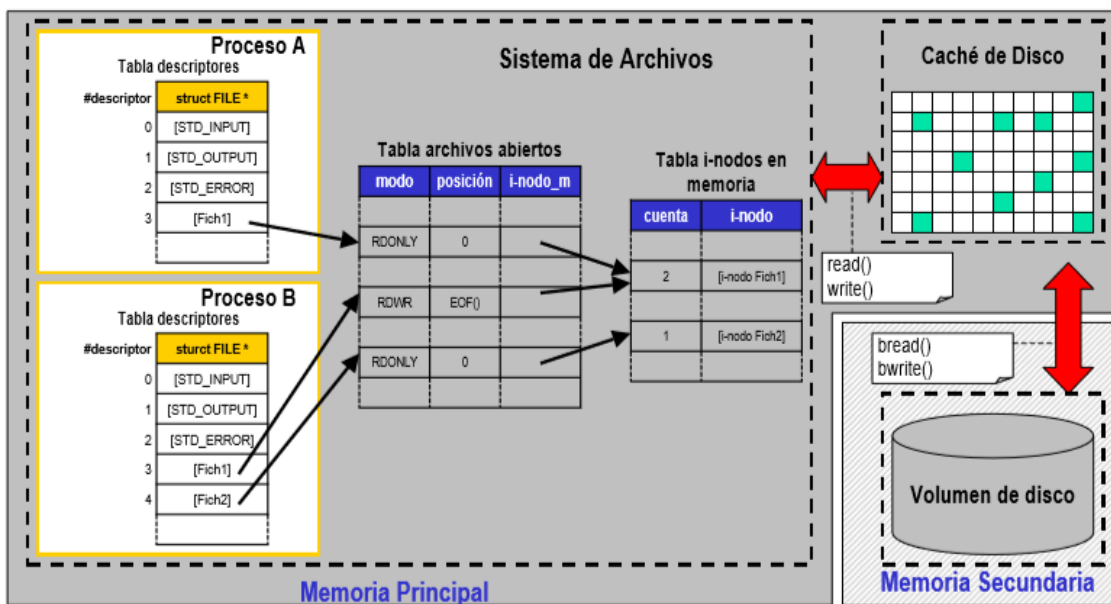 Proceso A
Tabla descriptores
#descriptor struct FILE *
0 [STD_INPUT]
1 [STD_OUTPUT]
2 [STD_ERROR]
3 [Fich1]
Proceso B
Tabla descriptores
#descriptor sturct FILE *
0 [STD_INPUT]
1 [STD_OUTPUT]
2 [STD_ERROR]
3 [Fich1]
4 [Fich2]
Sistema de Archivos
Tabla archivos abiertos
modo posición i-nodo_m
RDONLY 0
RDWR EOF()
RDONLY 0
Tabla i-nodos en
memoria
cuenta i-nodo
2 [i-nodo Fich1]
1 [i-nodo Fich2]
Caché de Disco
read()
write()
bread()
bwrite()
Volumen de disco
Memoria Principal
Memoria Secundaria